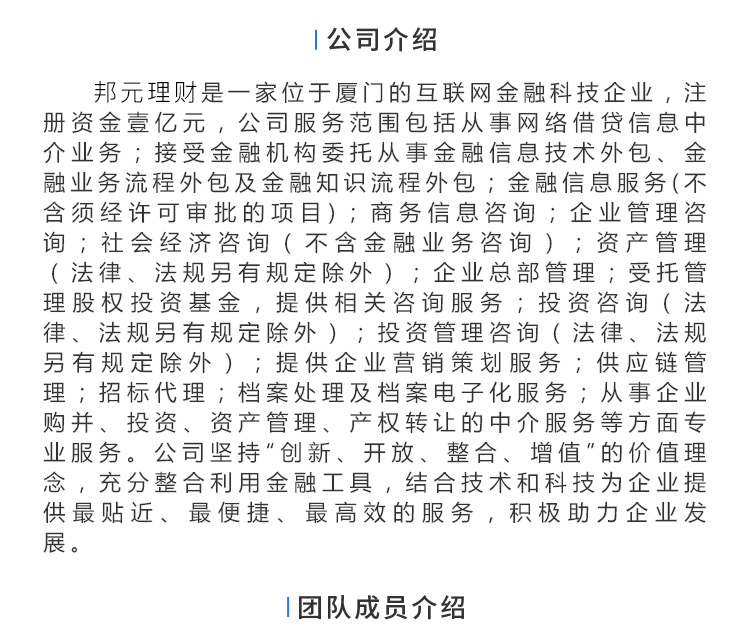 公司介绍
邦元理财是一家位于厦门的互联网金融科技企业，注
册资金壹亿元，公司服务范围包括从事网络借贷信息中
介业务；接受金融机构委托从事金融信息技术外包、金
融业务流程外包及金融知识流程外包；金融信息服务(不
含须经许可审批的项目)；商务信息咨询；企业管理咨
询；社会经济咨询（不含金融业务咨询）；资产管理
（法律、法规另有规定除外）；企业总部管理；受托管
理股权投资基金，提供相关咨询服务；投资咨询（法
律、法规另有规定除外）；投资管理咨询（法律、法规
另有规定除外）；提供企业营销策划服务；供应链管
理；招标代理；档案处理及档案电子化服务；从事企业
购并、投资、资产管理、产权转让的中介服务等方面专
业服务。公司坚持“创新、开放、整合、增值”的价值理
念，充分整合利用金融工具，结合技术和科技为企业提
供最贴近、最便捷、最高效的服务，积极助力企业发
展。
团队成员介绍